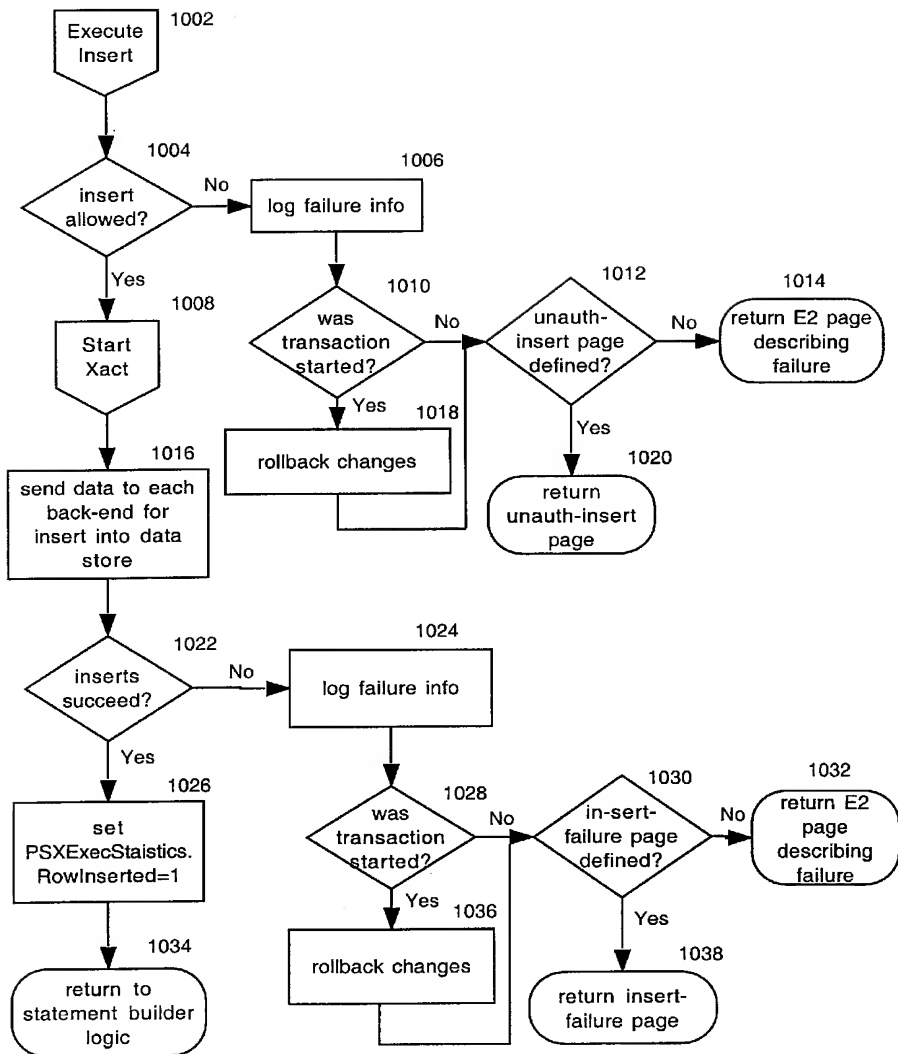 1002
Execute
Insert
1004
insert
allowed?
No
1006
log failure info
Yes
1008
Start
Xact
1010
was
transaction
started?
No
1012
unauth-
insert page
defined?
No
1014
return E2 page
describing
failure
Yes
1018
rollback changes
Yes
1020
return
unauth-insert
page
1016
send data to each
back-end for
insert into data
store
1022
inserts
succeed?
No
1024
log failure info
Yes
1026
set
PSXExecStaistics.
RowInserted=1
1028
was
transaction
started?
No
1030
in-sert-
failure page
defined?
No
1032
return E2
page
describing
failure
Yes
1036
rollback changes
Yes
1038
return insert-
failure page
1034
return to
statement builder
logic